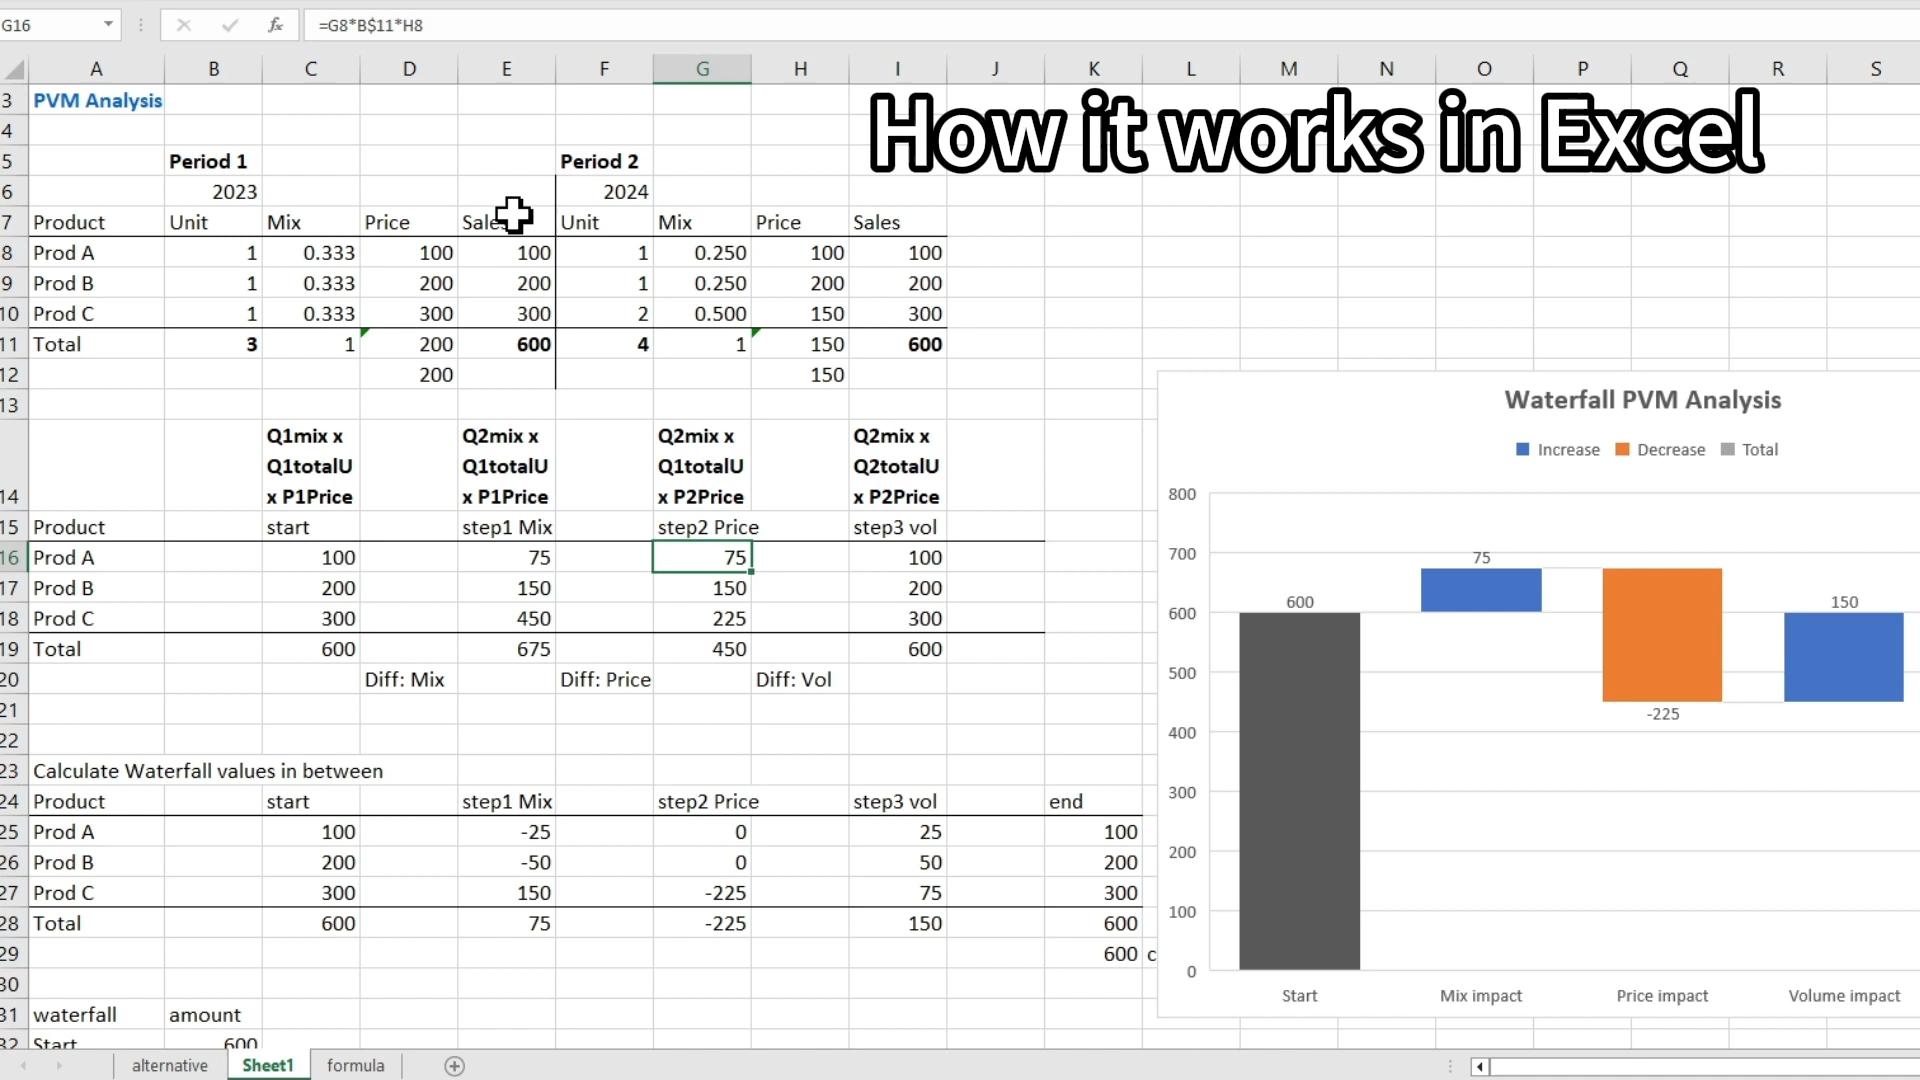 G16
fx
=G8*B$11*H8
A B C D E F G H I J K L M N O P Q R S
3 PVM Analysis
How it works in Excel
4
5 Period 1 Period 2
6 2023 2024
7 Product Unit Mix Price Sales Unit Mix Price Sales
8 Prod A 1 0.333 100 100 1 0.250 100 100
9 Prod B 1 0.333 200 200 1 0.250 200 200
10 Prod C 1 0.333 300 300 2 0.500 150 300
11 Total 3 1 200 600 4 1 150 600
12 200 150
13
Q1mix x Q2mix x Q2mix x Q2mix x
Q1totalU Q1totalU Q1totalU Q2totalU
14 x P1Price x P1Price x P2Price x P2Price
15 Product start step1 Mix step2 Price step3 vol
16 Prod A 100 75 75 100
17 Prod B 200 150 150 200
18 Prod C 300 450 225 300
19 Total 600 675 450 600
20 Diff: Mix Diff: Price Diff: Vol
21
22
23 Calculate Waterfall values in between
24 Product start step1 Mix step2 Price step3 vol end
25 Prod A 100 -25 0 25 100
26 Prod B 200 -50 0 50 200
27 Prod C 300 150 -225 75 300
28 Total 600 75 -225 150 600
29 600 c
30
31 waterfall amount
32 Start 600
Waterfall PVM Analysis
Increase Decrease Total
800
700
600
500
400
300
200
100
0
600
75
-225
150
Start Mix impact Price impact Volume impact
alternative Sheet1 formula